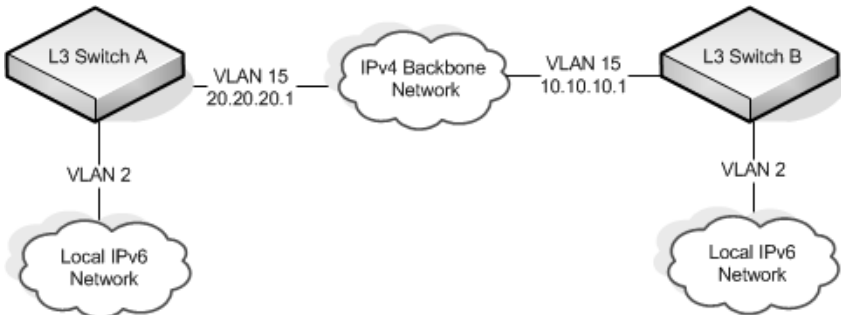 L3 Switch A
VLAN 15
20.20.20.1
IPv4 Backbone
Network
VLAN 15
10.10.10.1
L3 Switch B
VLAN 2
VLAN 2
Local IPv6
Network
Local IPv6
Network